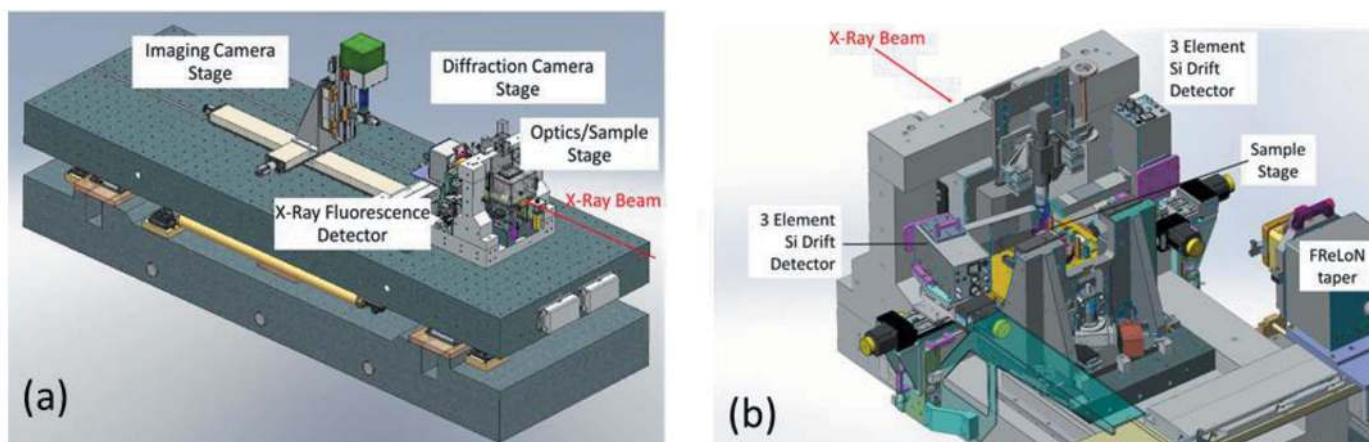 Imaging Camera
Stage
Diffraction Camera
Stage
Optics/Sample
Stage
X-Ray Beam
X-Ray Fluorescence
Detector
(a)
X-Ray Beam
3 Element
Si Drift
Detector
Sample
Stage
3 Element
Si Drift
Detector
FReLoN
taper
(b)